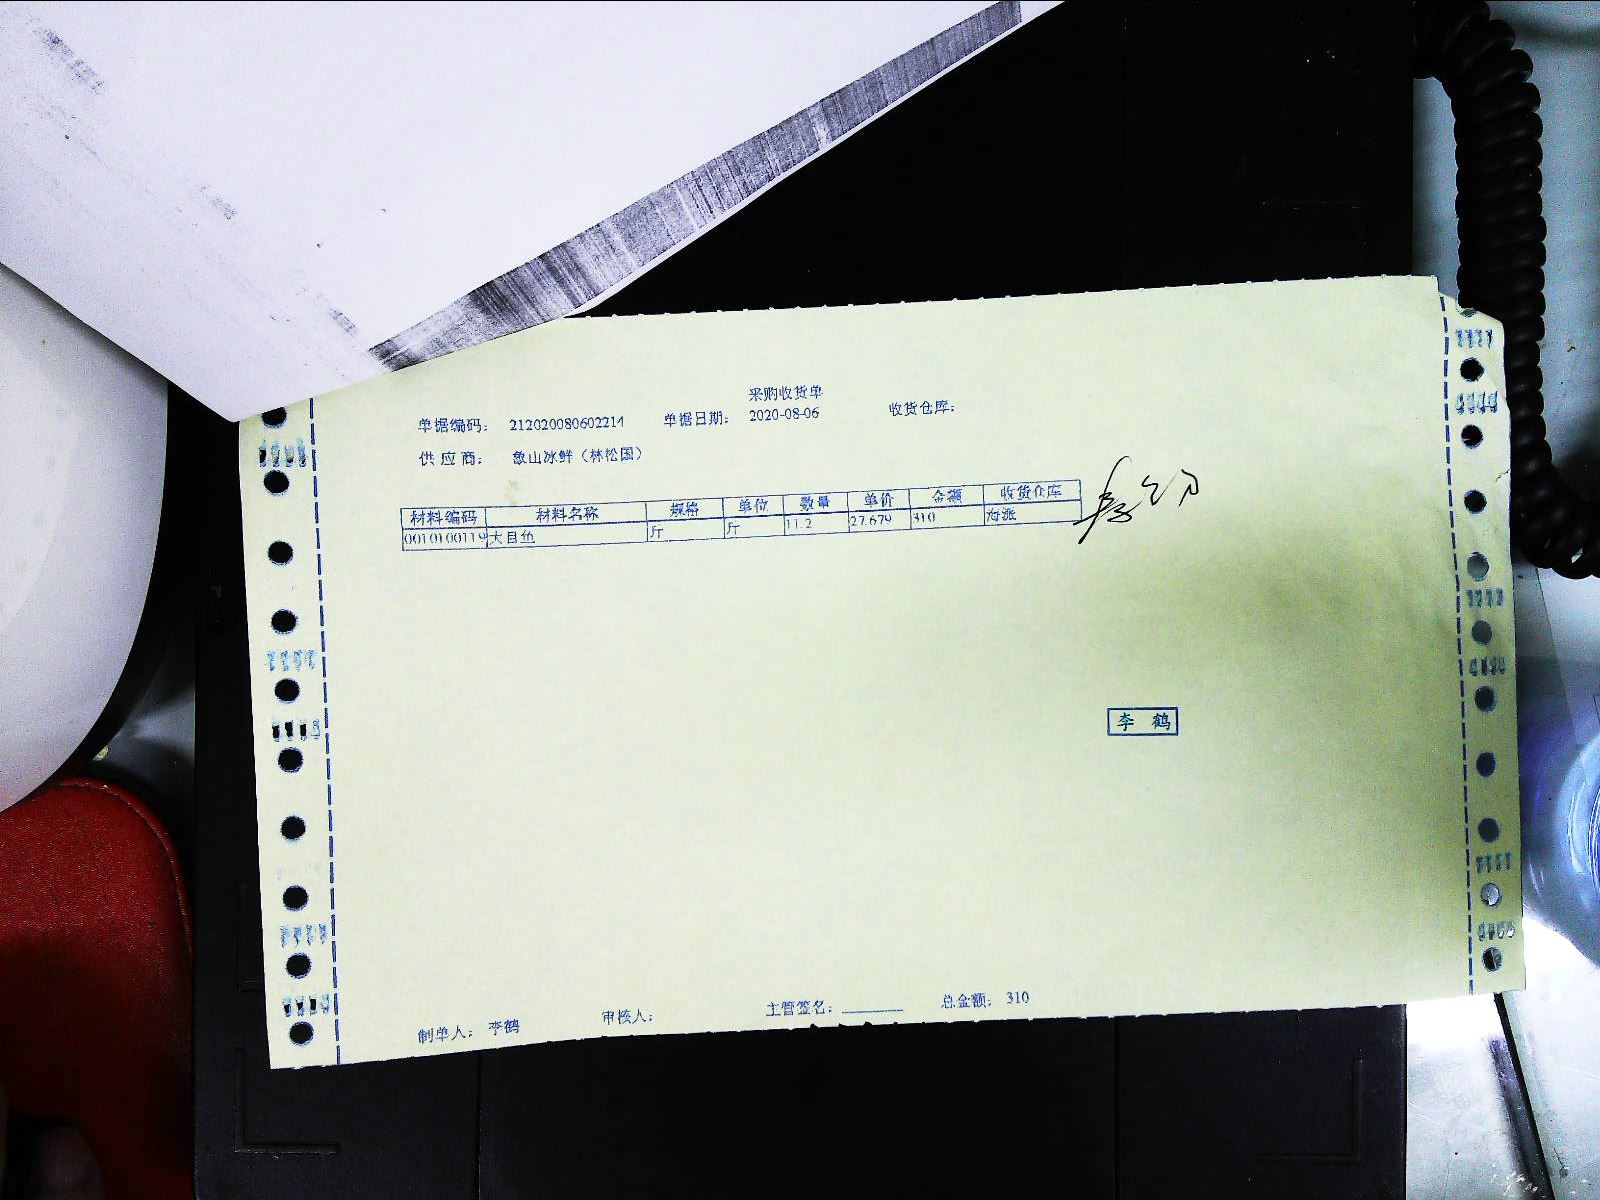 采购收货单
单据编码： 212020080602214 单据日期： 2020-08-06 收货仓库：
供应商： 象山冰鲜（林松国）
材料编码 材料名称 规格 单位 数量 单价 金额 收货仓库
0010100119 大目鱼 斤 斤 11.2 27.679 310 海派
李 鹤
制单人： 李鹤 审核人： 主管签名： 总金额： 310